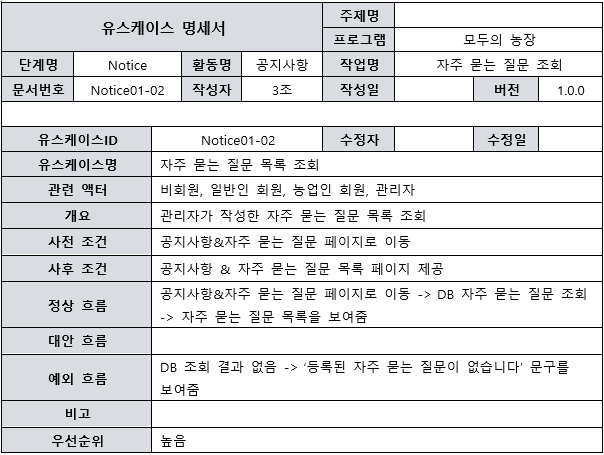 유스케이스 명세서
주제명
프로그램 모두의 농장
단계명 Notice 활동명 공지사항 작업명 자주 묻는 질문 조회
문서번호 Notice01-02 작성자 3조 작성일 버전 1.0.0
유스케이스ID Notice01-02 수정자 수정일
유스케이스명 자주 묻는 질문 목록 조회
관련 액터 비회원, 일반인 회원, 농업인 회원, 관리자
개요 관리자가 작성한 자주 묻는 질문 목록 조회
사전 조건 공지사항&자주 묻는 질문 페이지로 이동
사후 조건 공지사항 & 자주 묻는 질문 목록 페이지 제공
정상 흐름 공지사항&자주 묻는 질문 페이지로 이동 -> DB 자주 묻는 질문 조회
-> 자주 묻는 질문 목록을 보여줌
대안 흐름
예외 흐름 DB 조회 결과 없음 -> ‘등록된 자주 묻는 질문이 없습니다’ 문구를
보여줌
비고
우선순위 높음